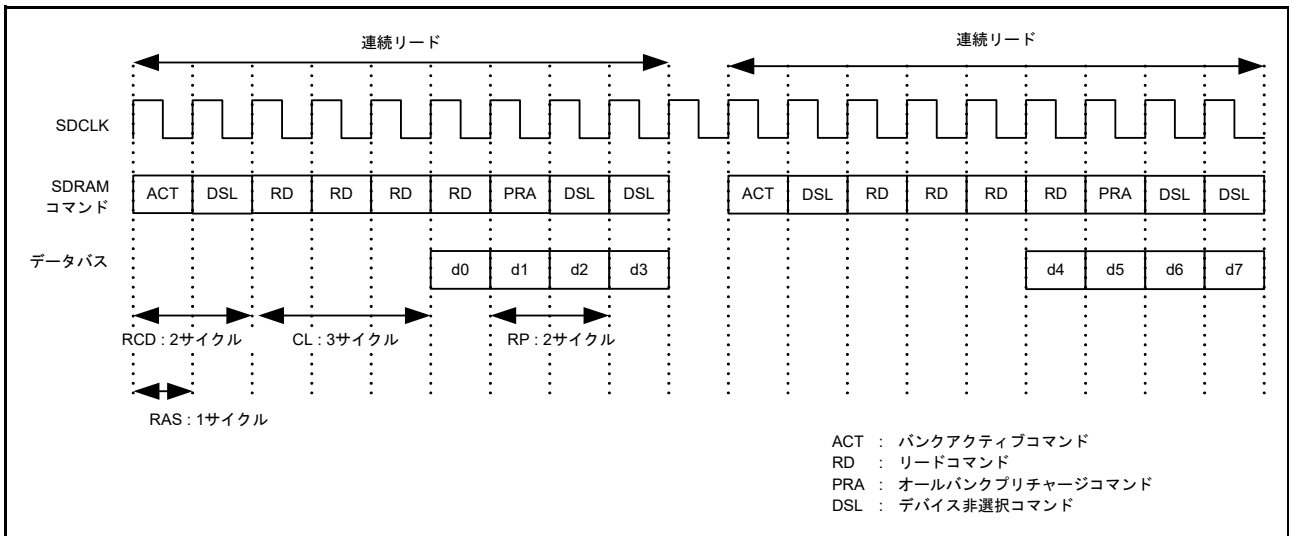 連続リード 連続リード
SDCLK
SDRAM
コマンド
ACT DSL RD RD RD RD PRA DSL DSL ACT DSL RD RD RD RD PRA DSL DSL
データバス d0 d1 d2 d3 d4 d5 d6 d7
RCD : 2サイクル CL : 3サイクル RP : 2サイクル
RAS : 1サイクル
ACT : バンクアクティブコマンド
RD : リードコマンド
PRA : オールバンクプリチャージコマンド
DSL : デバイス非選択コマンド